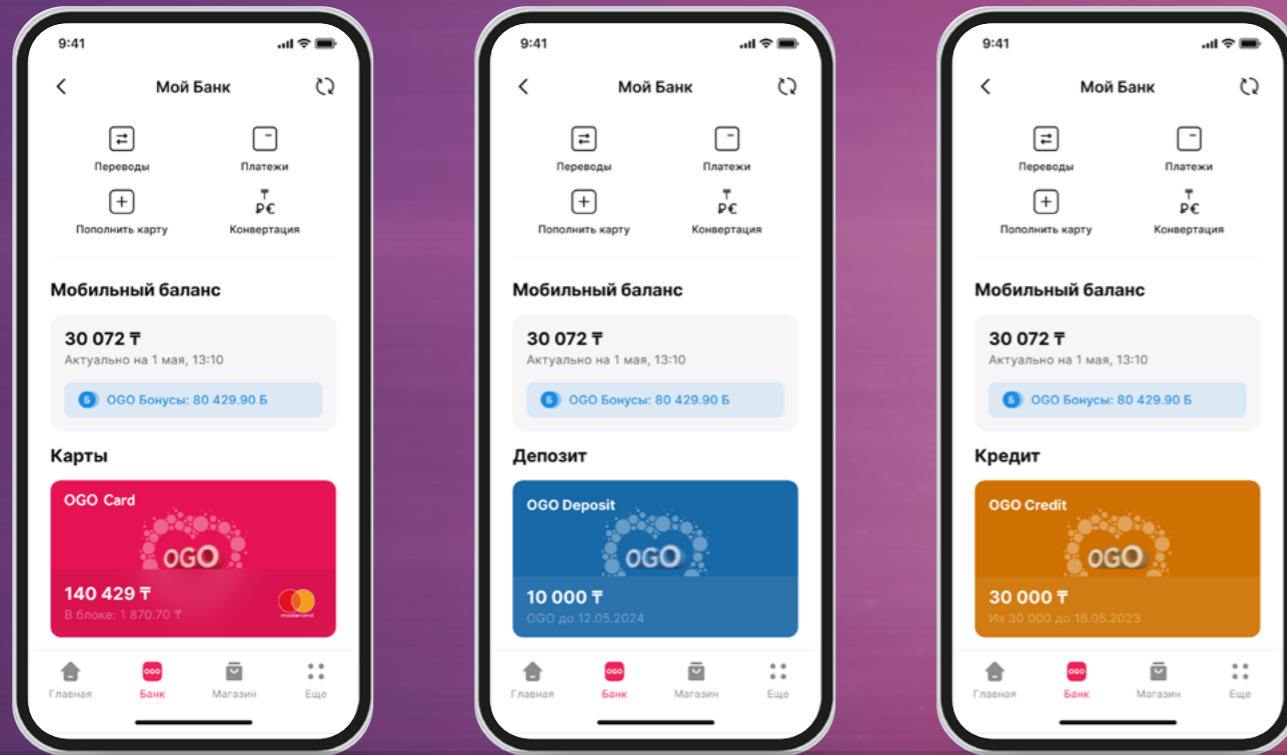 9:41
Мой Банк
Переводы
Платежи
Пополнить карту
₸
₽€
Конвертация
Мобильный баланс
30 072 ₸
Актуально на 1 мая, 13:10
Б OGO Бонусы: 80 429.90 Б
Карты
OGO Card
OGO
140 429 ₸
В блоке: 1 870.70 ₸
mastercard
Главная
OGO
Банк
Магазин
Еще
9:41
Мой Банк
Переводы
Платежи
Пополнить карту
₸
₽€
Конвертация
Мобильный баланс
30 072 ₸
Актуально на 1 мая, 13:10
Б OGO Бонусы: 80 429.90 Б
Депозит
OGO Deposit
OGO
10 000 ₸
OGO до 12.05.2024
Главная
OGO
Банк
Магазин
Еще
9:41
Мой Банк
Переводы
Платежи
Пополнить карту
₸
₽€
Конвертация
Мобильный баланс
30 072 ₸
Актуально на 1 мая, 13:10
Б OGO Бонусы: 80 429.90 Б
Кредит
OGO Credit
OGO
30 000 ₸
Из 30 000 до 18.05.2023
Главная
OGO
Банк
Магазин
Еще